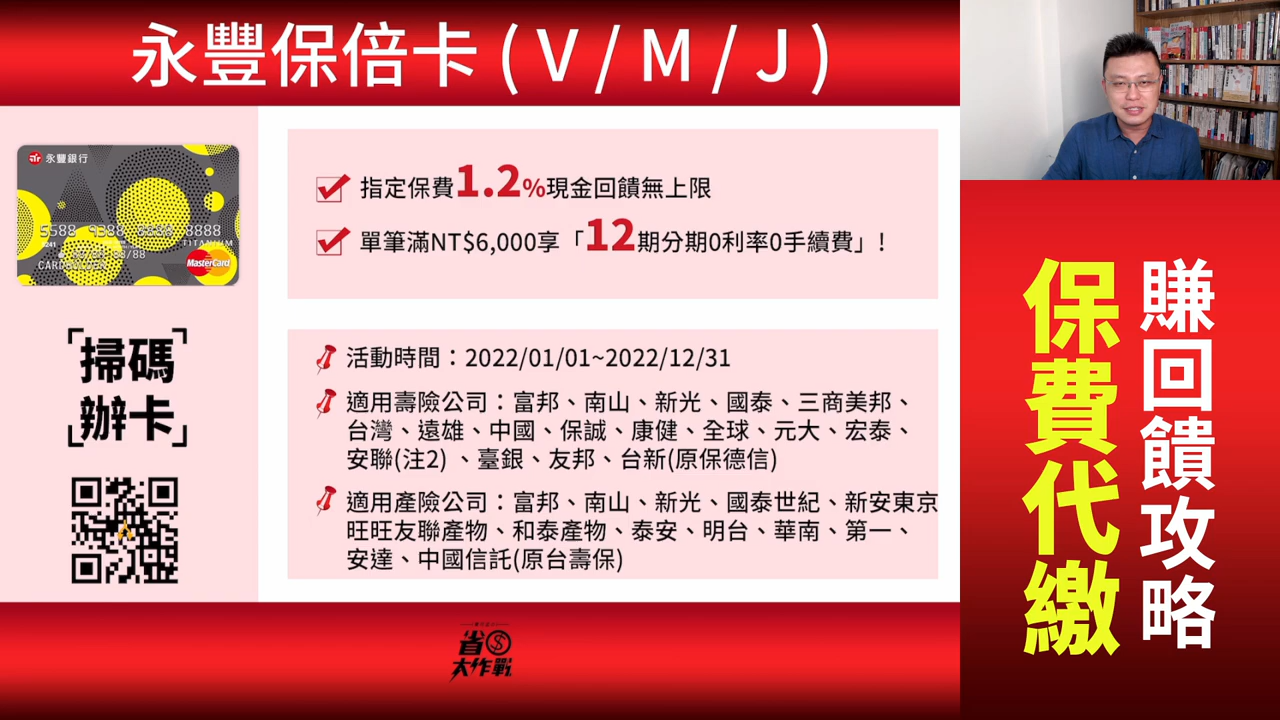 永豐保倍卡(V/M/J)
永豐銀行
5588 9388 8888 8888
TITANIUM
MasterCard
掃碼
辦卡
指定保費1.2%現金回饋無上限
單筆滿NT$6,000享「12期分期0利率0手續費」!
活動時間：2022/01/01~2022/12/31
適用壽險公司：富邦、南山、新光、國泰、三商美邦、
台灣、遠雄、中國、保誠、康健、全球、元大、宏泰、
安聯(注2) 、臺銀、友邦、台新(原保德信)
適用產險公司：富邦、南山、新光、國泰世紀、新安東京
旺旺友聯產物、和泰產物、泰安、明台、華南、第一、
安達、中國信託(原台壽保)
省
大作戰
賺回饋攻略
保費代繳